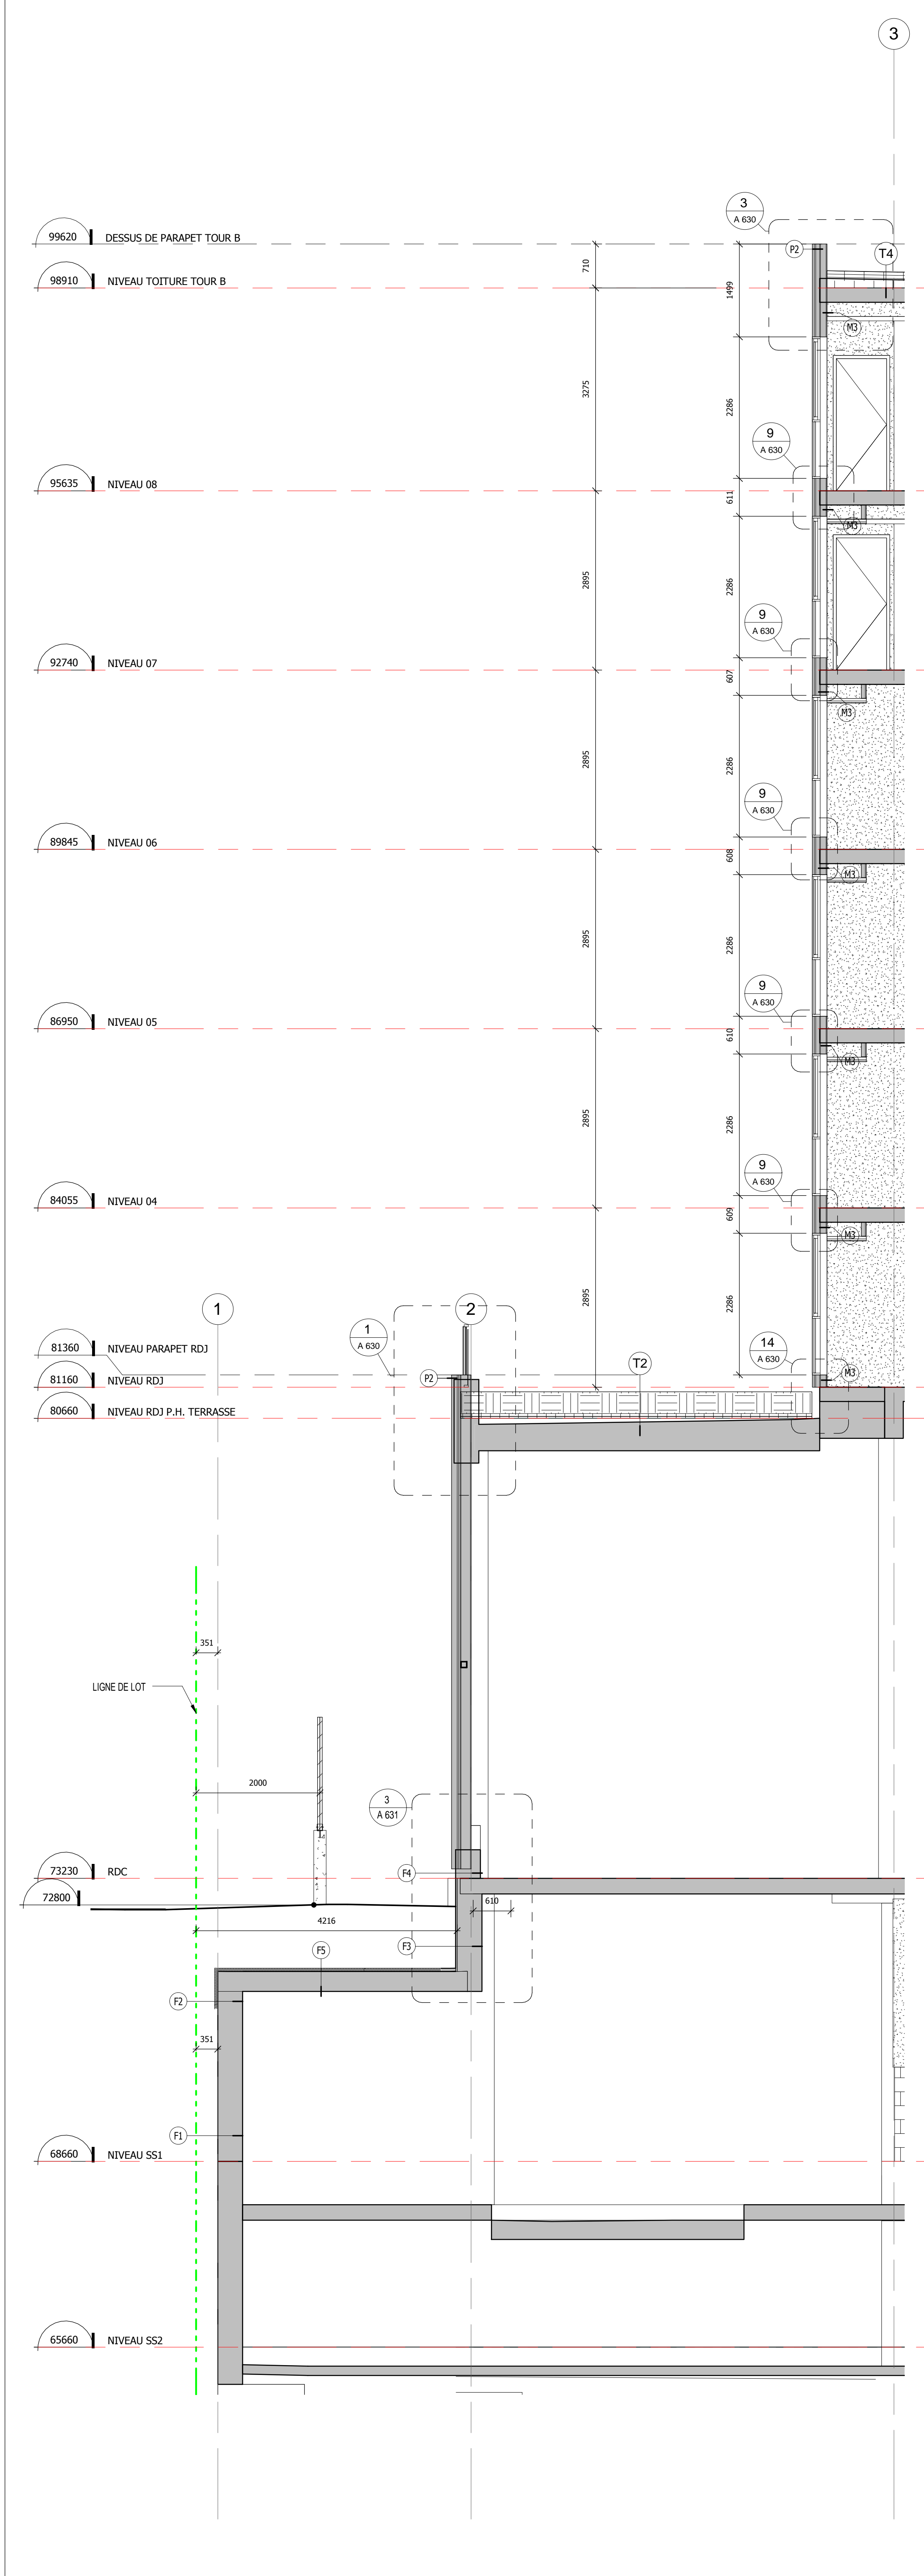 3
99620 DESSUS DE PARAPET TOUR B
3
A 630
P2
T4
98910 NIVEAU TOITURE TOUR B
710
1499
M3
3275
2286
9
A 630
95635 NIVEAU 08
611
M3
2895
2286
9
A 630
92740 NIVEAU 07
607
M3
2895
2286
9
A 630
89845 NIVEAU 06
608
M3
2895
2286
9
A 630
86950 NIVEAU 05
610
M3
2895
2286
9
A 630
84055 NIVEAU 04
609
M3
2895
2286
1
2
1
A 630
14
A 630
81360 NIVEAU PARAPET RDJ
T2
P2
M3
81160 NIVEAU RDJ
80660 NIVEAU RDJ P.H. TERRASSE
351
LIGNE DE LOT
2000
3
A 631
73230 RDC
F4
72800
610
4216
F3
F5
F2
351
F1
68660 NIVEAU SS1
65660 NIVEAU SS2